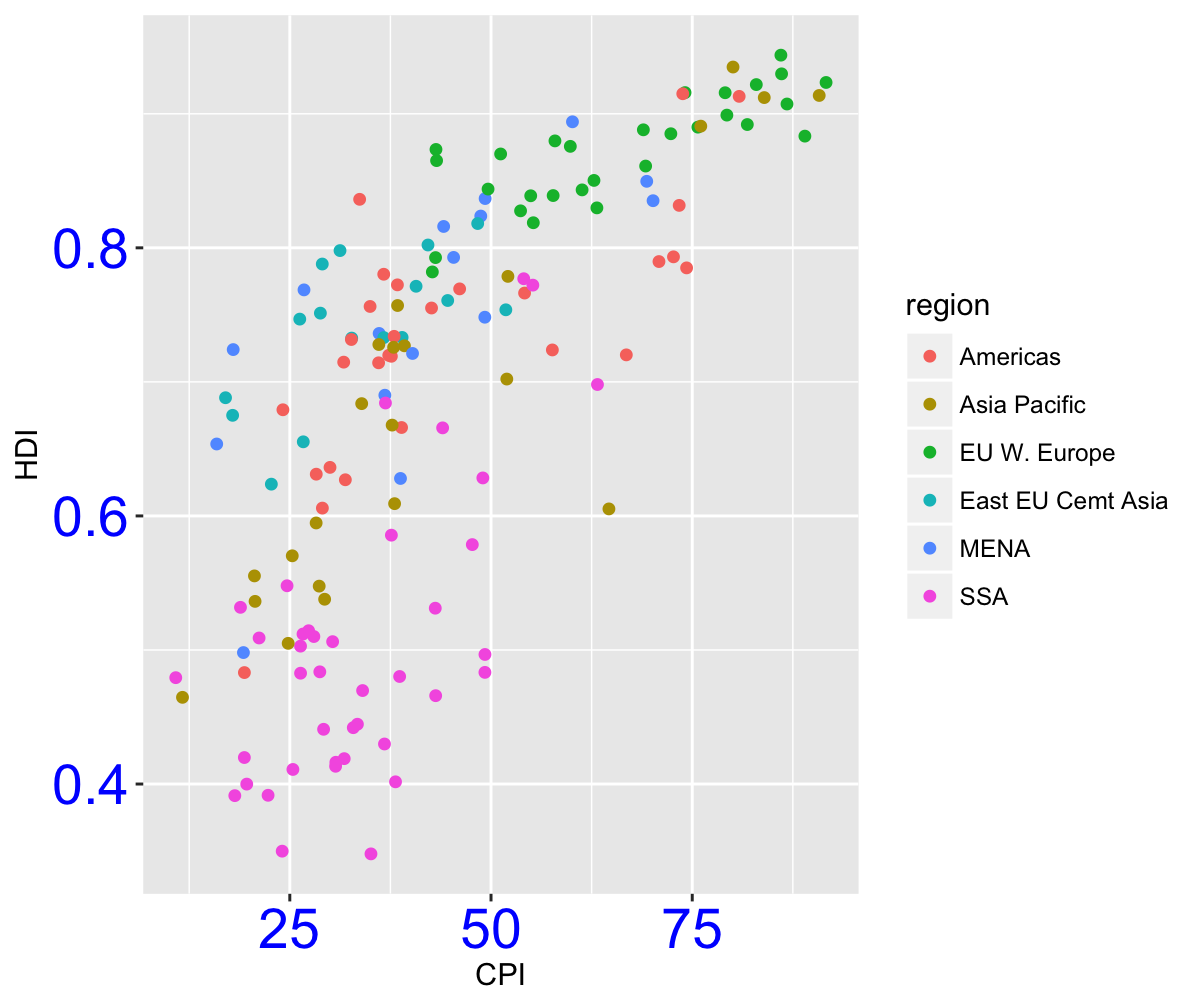 HDI
0.8
0.6
0.4
25 50 75
CPI
region
Americas
Asia Pacific
EU W. Europe
East EU Cemt Asia
MENA
SSA